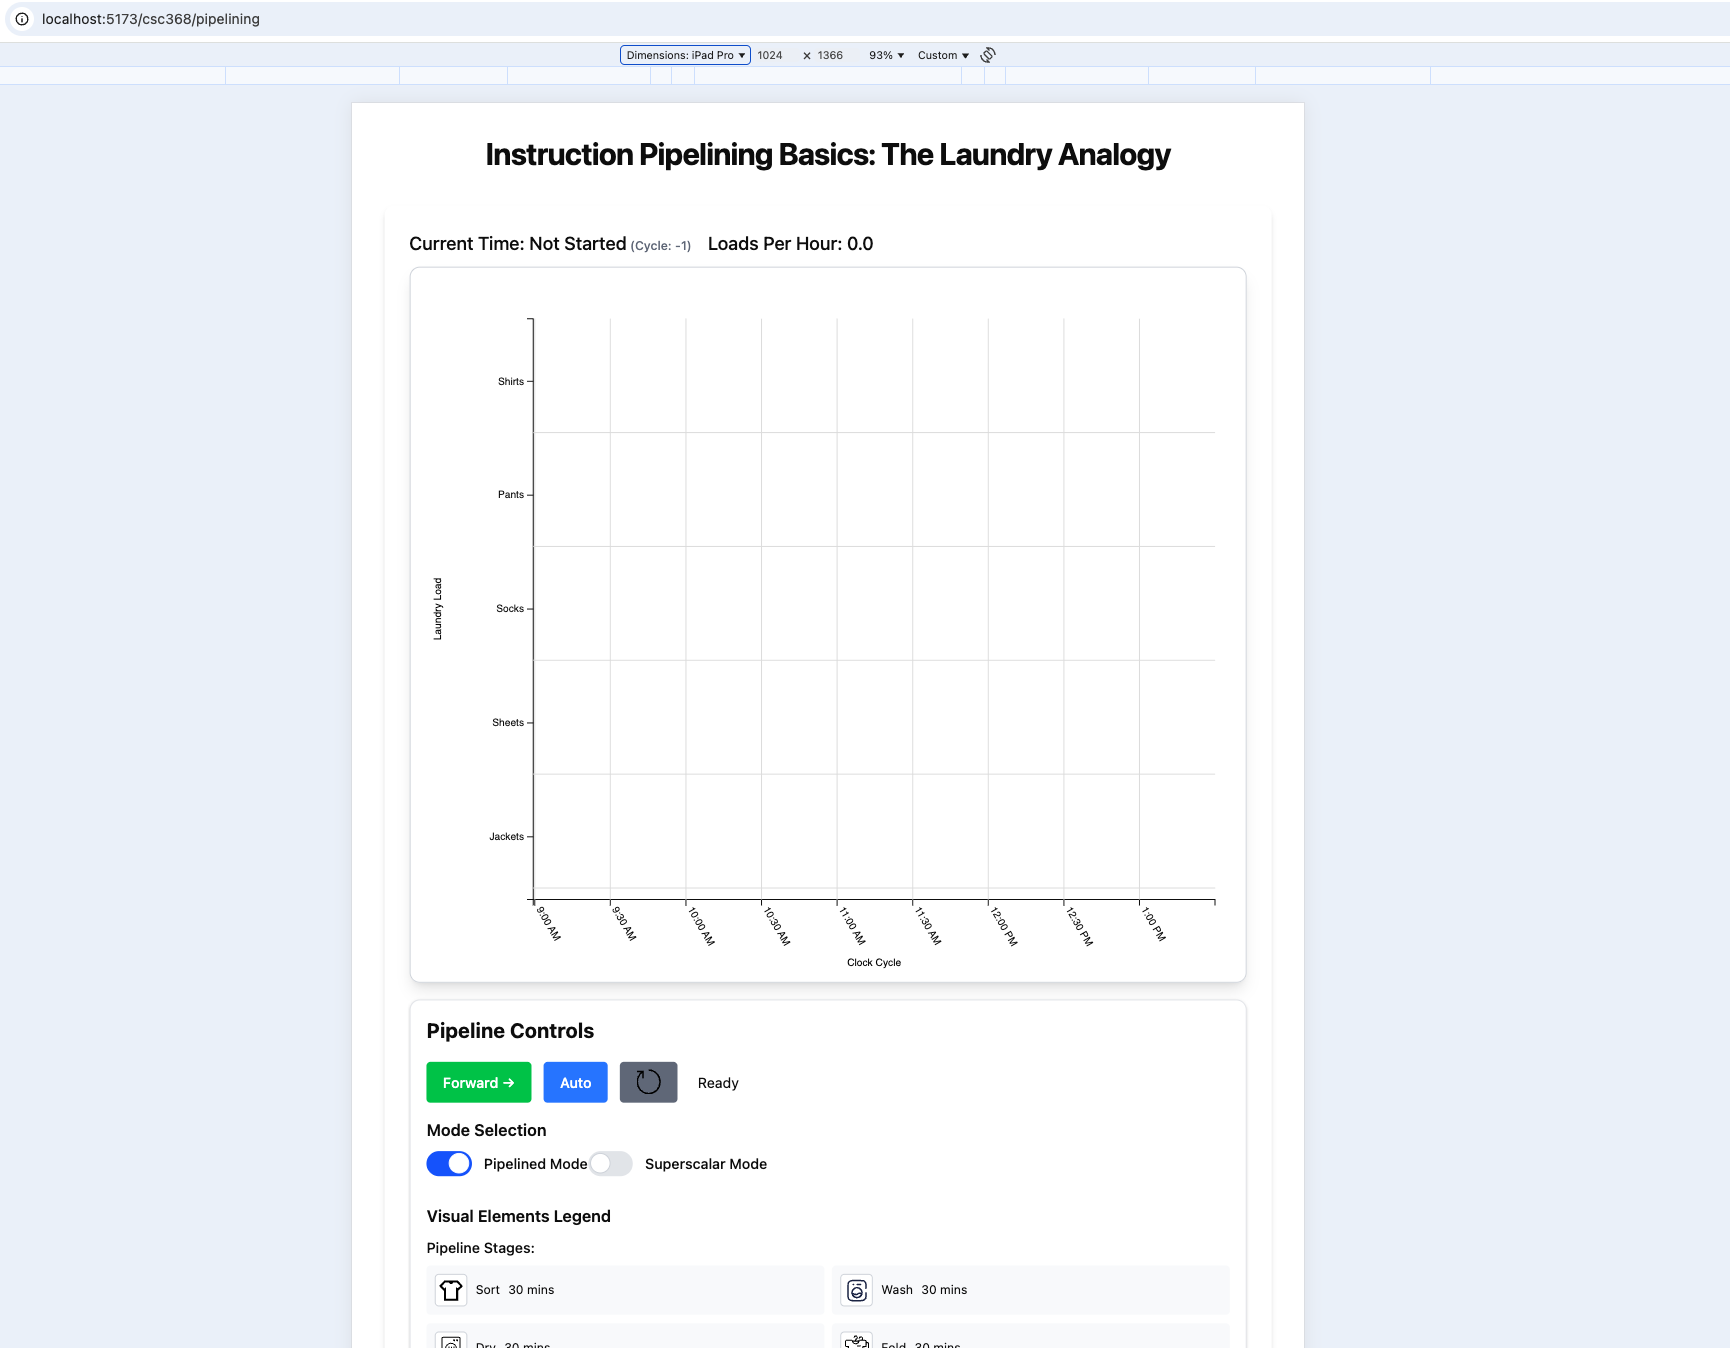 localhost:5173/csc368/pipelining
Dimensions: iPad Pro ▼ 1024 × 1366 93% ▼ Custom ▼
Instruction Pipelining Basics: The Laundry Analogy
Current Time: Not Started (Cycle: -1) Loads Per Hour: 0.0
Shirts
Pants
Socks
Sheets
Jackets
Laundry Load
9:00 AM 9:30 AM 10:00 AM 10:30 AM 11:00 AM 11:30 AM 12:00 PM 12:30 PM 1:00 PM
Clock Cycle
Pipeline Controls
Forward → Auto Ready
Mode Selection
Pipelined Mode Superscalar Mode
Visual Elements Legend
Pipeline Stages:
Sort 30 mins Wash 30 mins
Dry 30 mins Fold 30 mins